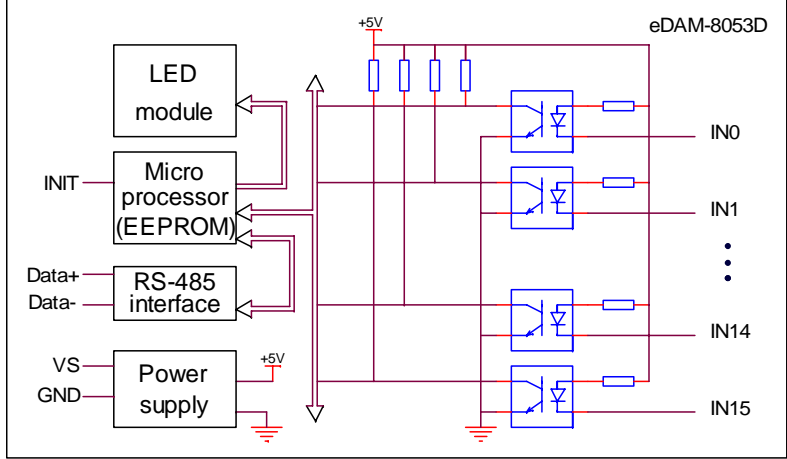 +5V
eDAM-8053D
LED
module
IN0
INIT
Micro
processor
(EEPROM)
IN1
Data+
Data-
RS-485
interface
IN14
VS
GND
Power
supply
+5V
IN15